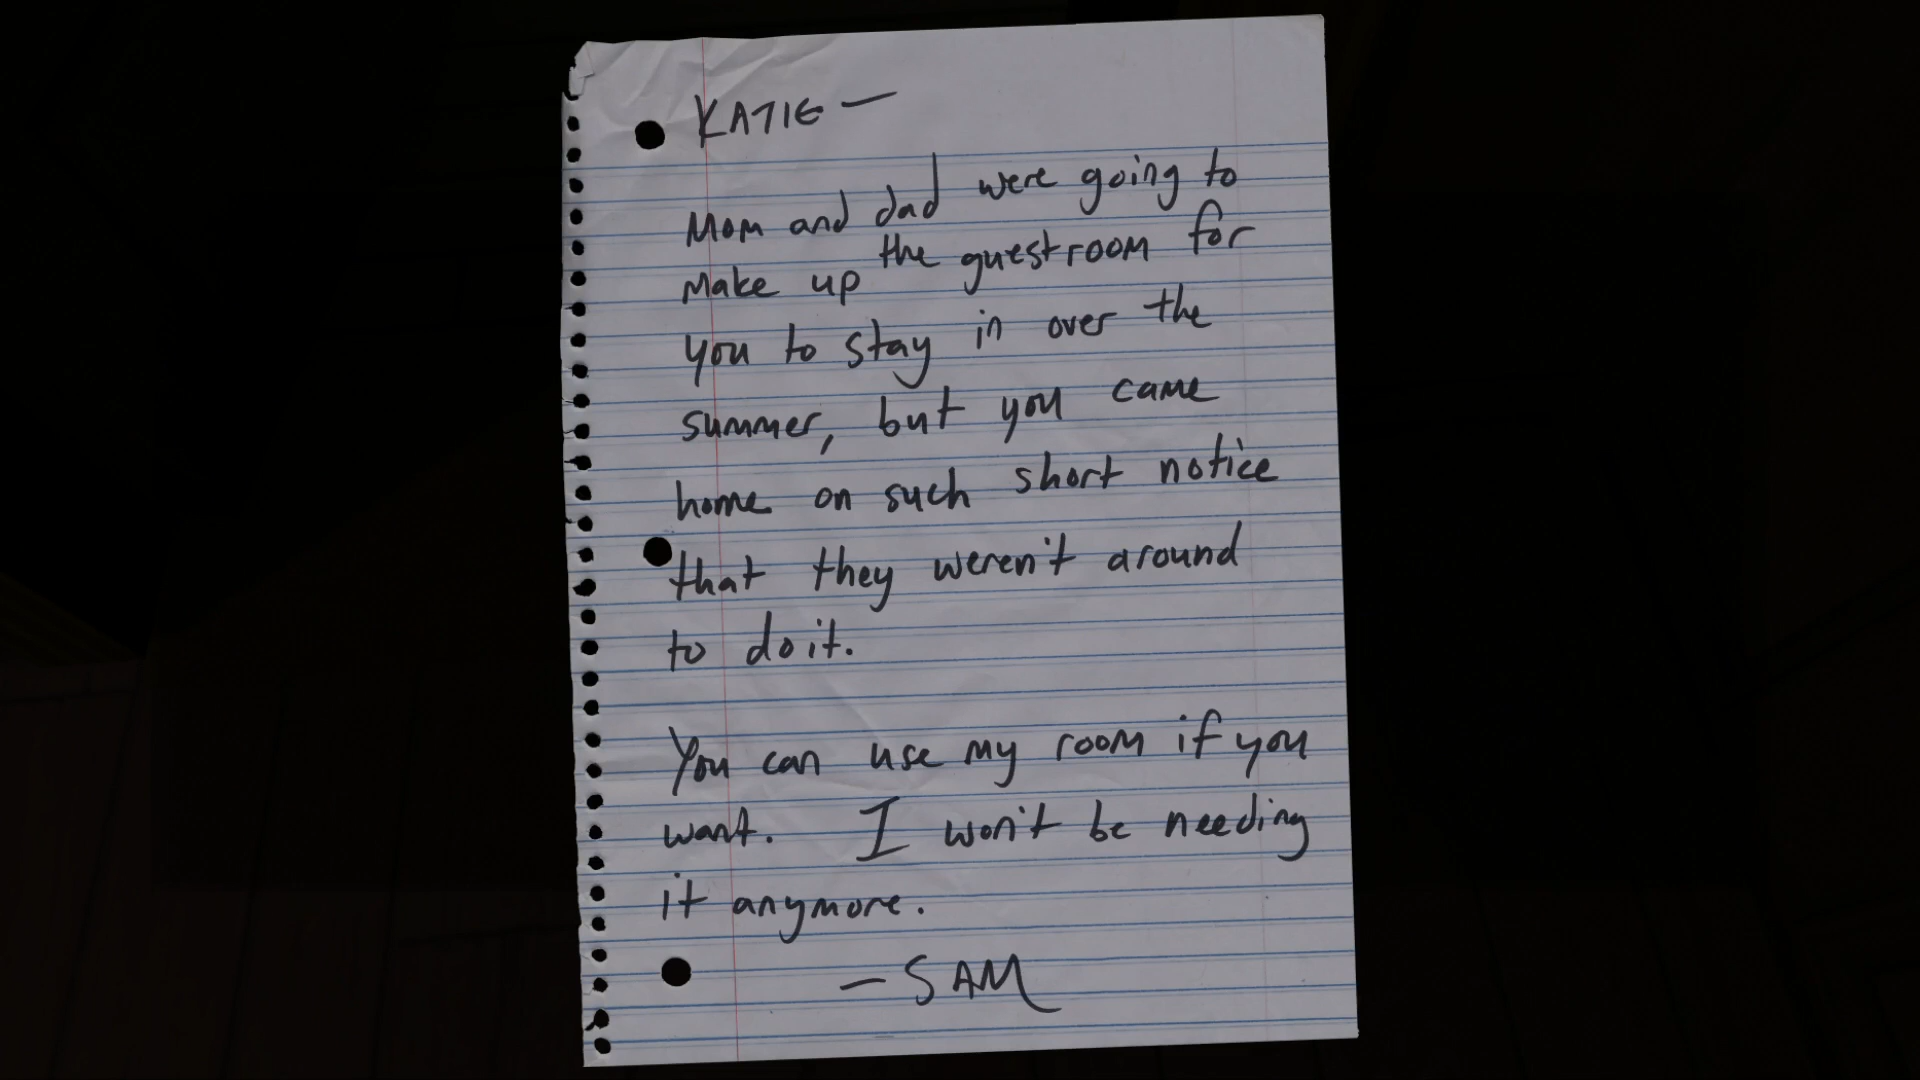 KATIE —
Mom and dad were going to
make up the guestroom for
you to stay in over the
summer, but you came
home on such short notice
that they weren't around
to do it.
You can use my room if you
want. I won't be needing
it anymore.
— SAM